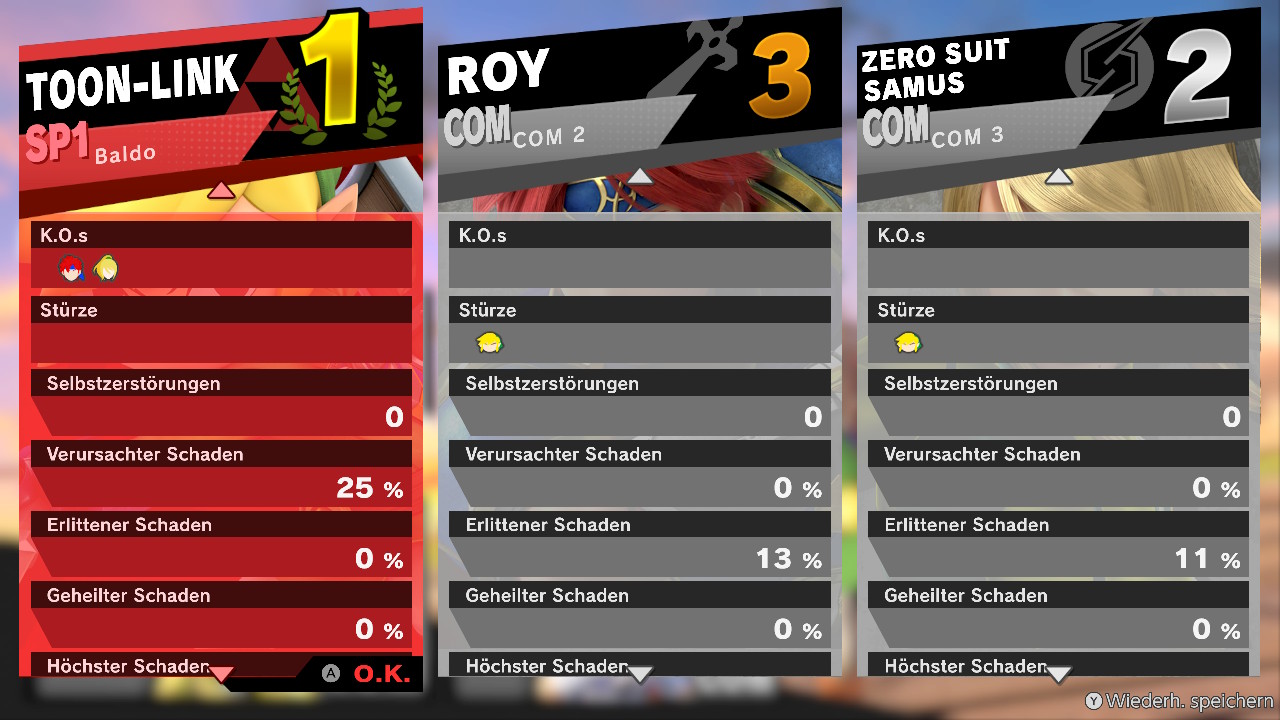 TOON-LINK
1
SP1 Baldo
K.O.s
Stürze
Selbstzerstörungen
0
Verursachter Schaden
25 %
Erlittener Schaden
0 %
Geheilter Schaden
0 %
Höchster Schaden
A O.K.
ROY
3
COM COM 2
K.O.s
Stürze
Selbstzerstörungen
0
Verursachter Schaden
0 %
Erlittener Schaden
13 %
Geheilter Schaden
0 %
Höchster Schaden
ZERO SUIT
SAMUS
2
COM COM 3
K.O.s
Stürze
Selbstzerstörungen
0
Verursachter Schaden
0 %
Erlittener Schaden
11 %
Geheilter Schaden
0 %
Höchster Schaden
Y Wiederh. speichern